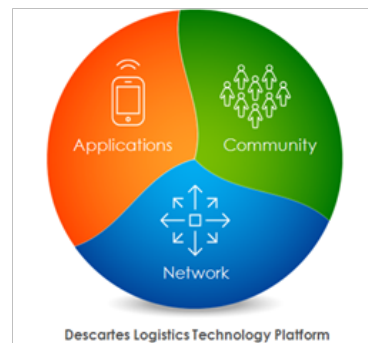 Applications
Community
Network
Descartes Logistics Technology Platform